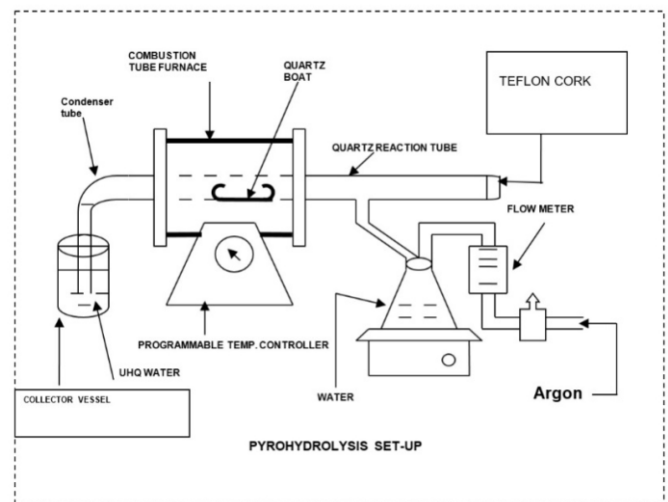 COMBUSTION
TUBE FURNACE
QUARTZ
BOAT
TEFLON CORK
Condenser
tube
QUARTZ REACTION TUBE
FLOW METER
PROGRAMMABLE TEMP. CONTROLLER
UHQ WATER
WATER
Argon
COLLECTOR VESSEL
PYROHYDROLYSIS SET-UP